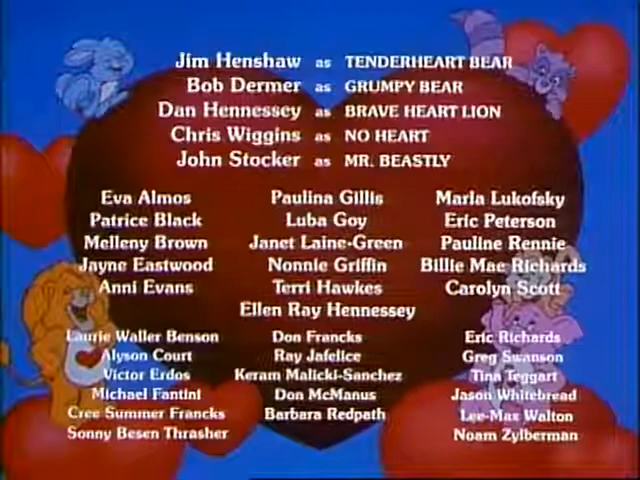 Jim Henshaw as TENDERHEART BEAR
Bob Dermer as GRUMPY BEAR
Dan Hennessey as BRAVE HEART LION
Chris Wiggins as NO HEART
John Stocker as MR. BEASTLY
Eva Almos Paulina Gillis Marla Lukofsky
Patrice Black Luba Goy Eric Peterson
Melleny Brown Janet Laine-Green Pauline Rennie
Jayne Eastwood Nonnie Griffin Billie Mae Richards
Anni Evans Terri Hawkes Carolyn Scott
Ellen Ray Hennessey
Laurie Waller Benson Don Francks Eric Richards
Alyson Court Ray Jafelice Greg Swanson
Victor Erdos Keram Malicki-Sanchez Tina Teggart
Michael Fantini Don McManus Jason Whitebread
Cree Summer Francks Barbara Redpath Lee-Max Walton
Sonny Besen Thrasher Noam Zylberman